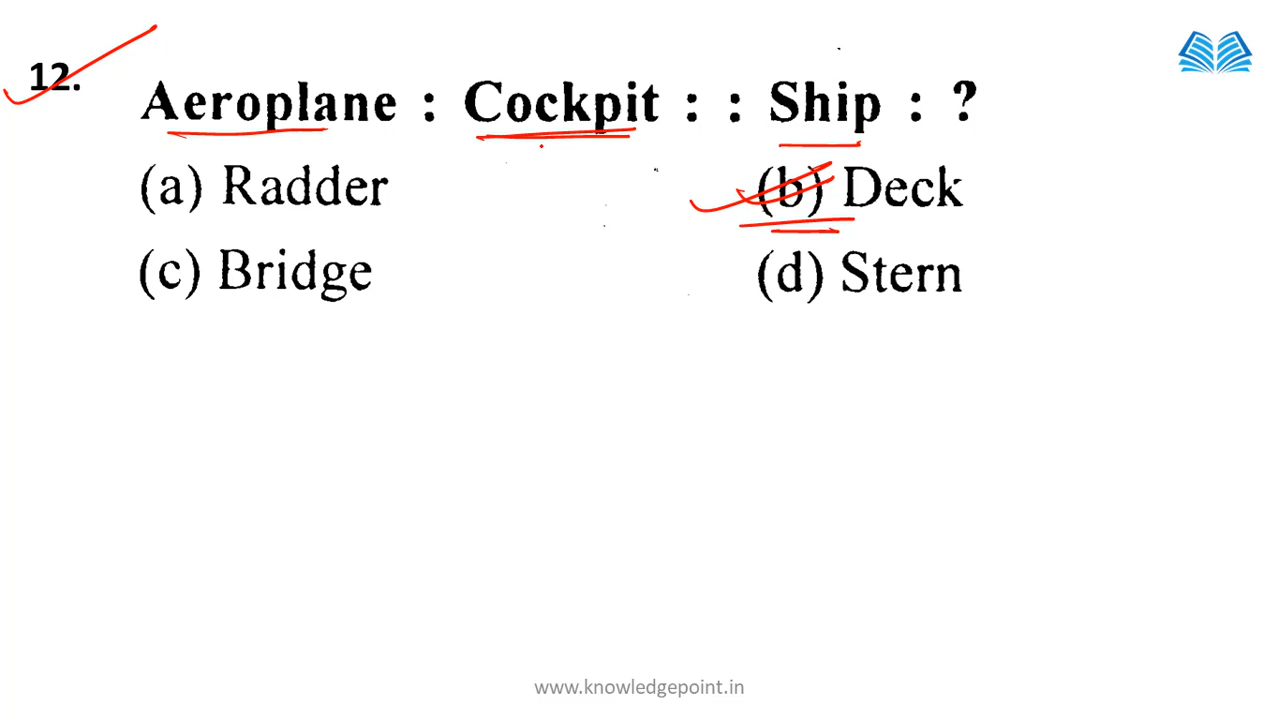 12.
Aeroplane : Cockpit : : Ship : ?
(a) Radder (b) Deck
(c) Bridge (d) Stern
www.knowledgepoint.in